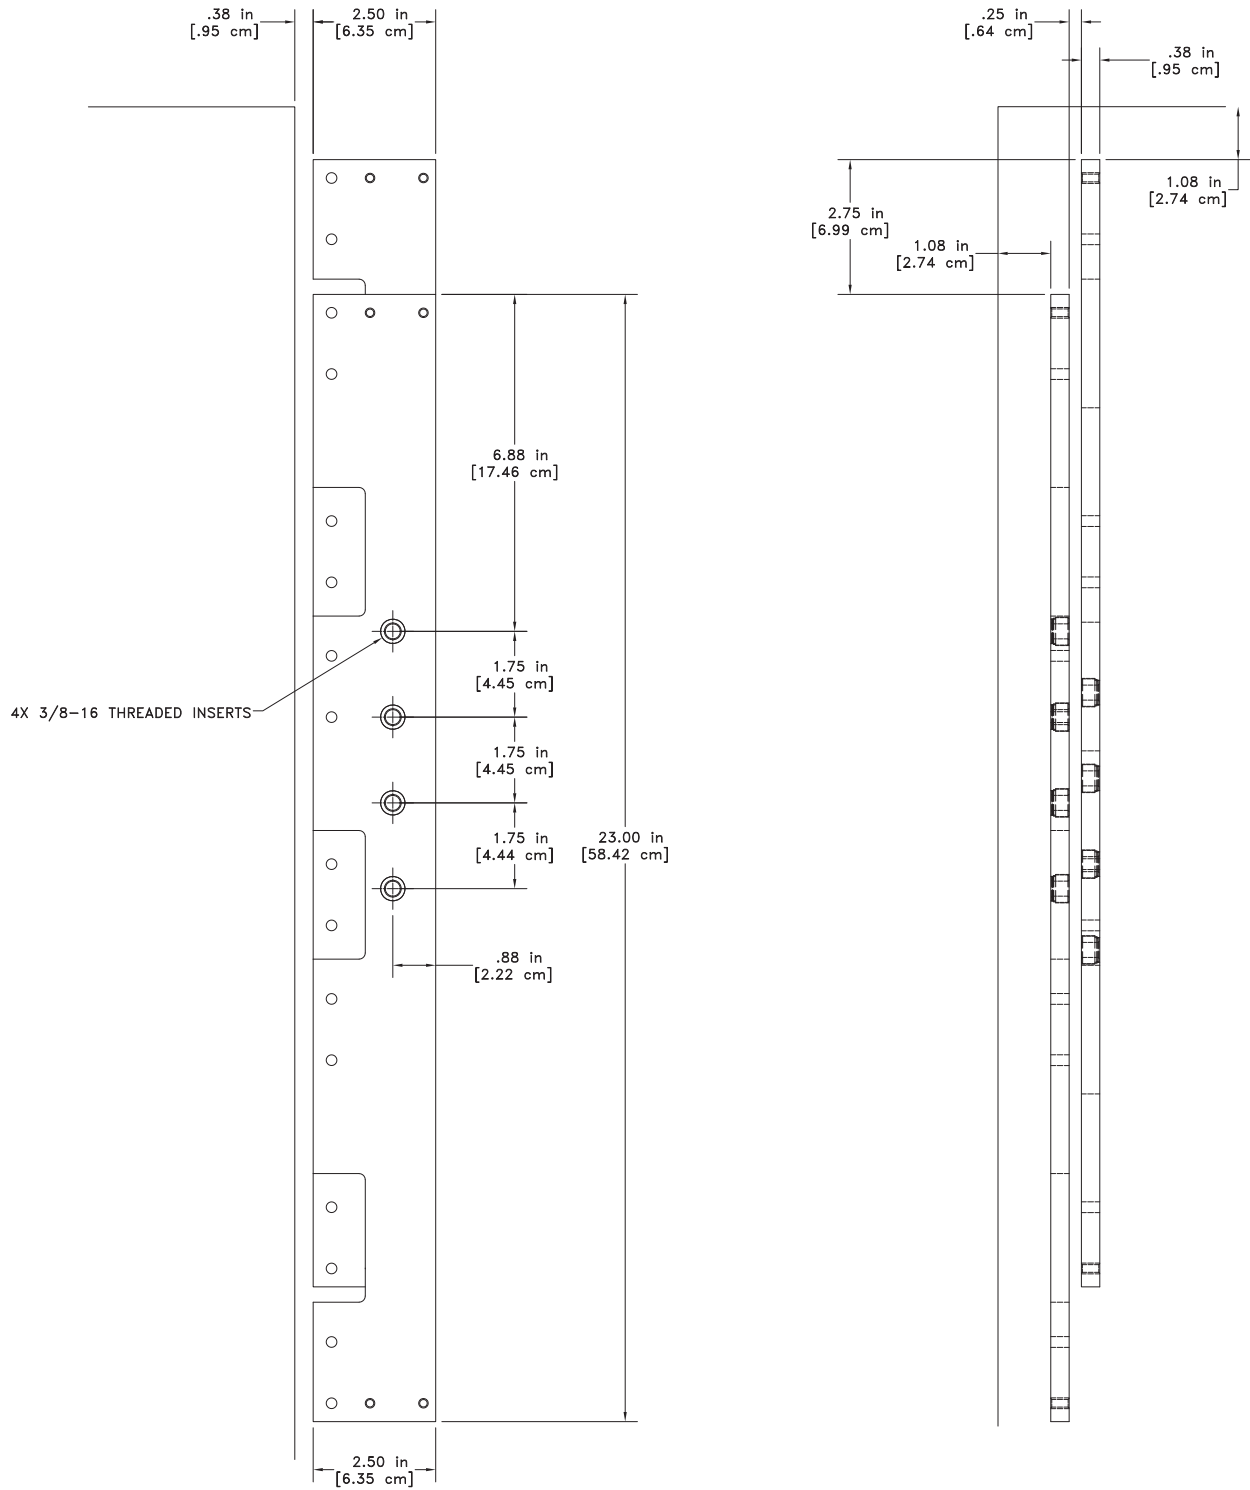 .38 in
[.95 cm]
2.50 in
[6.35 cm]
.25 in
[.64 cm]
.38 in
[.95 cm]
1.08 in
[2.74 cm]
2.75 in
[6.99 cm]
1.08 in
[2.74 cm]
6.88 in
[17.46 cm]
1.75 in
[4.45 cm]
4X 3/8-16 THREADED INSERTS
1.75 in
[4.45 cm]
1.75 in
[4.44 cm]
23.00 in
[58.42 cm]
.88 in
[2.22 cm]
2.50 in
[6.35 cm]